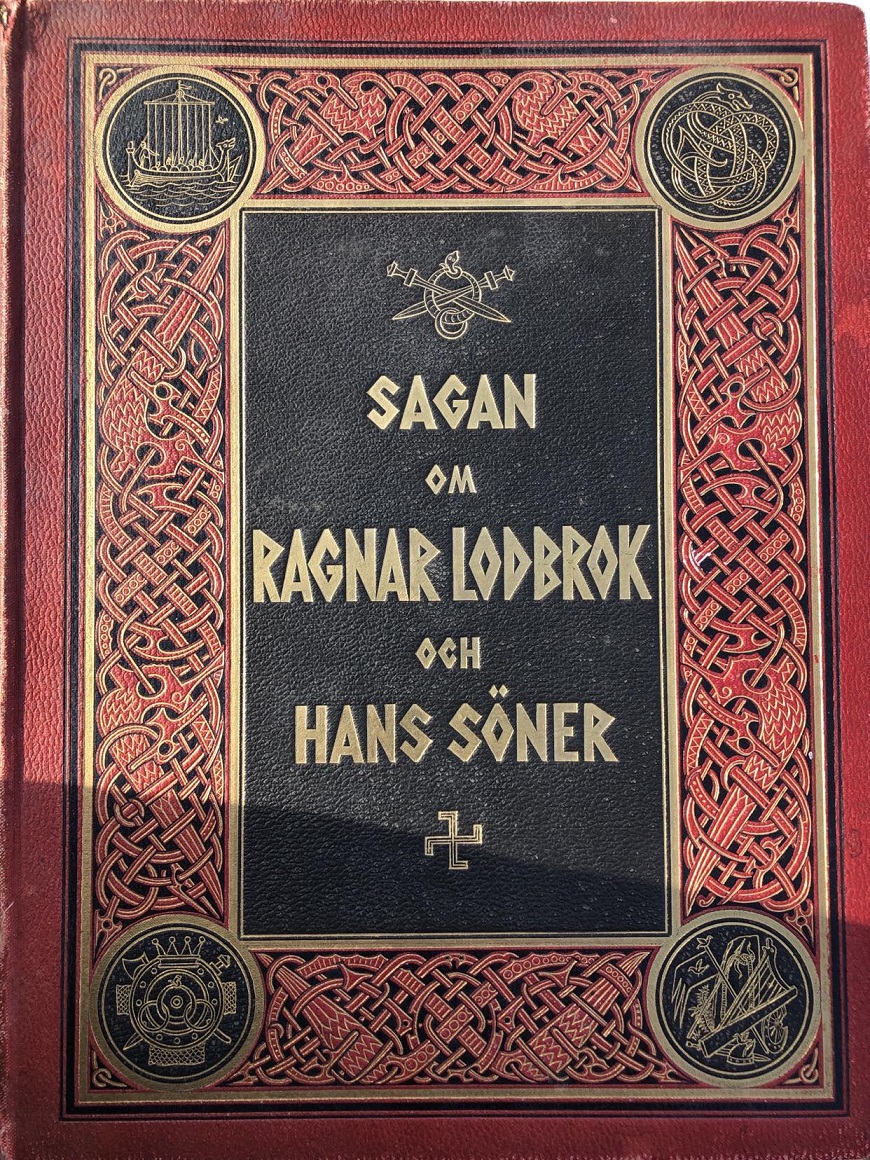 SAGAN
OM
RAGNAR LODBROK
OCH
HANS SÖNER